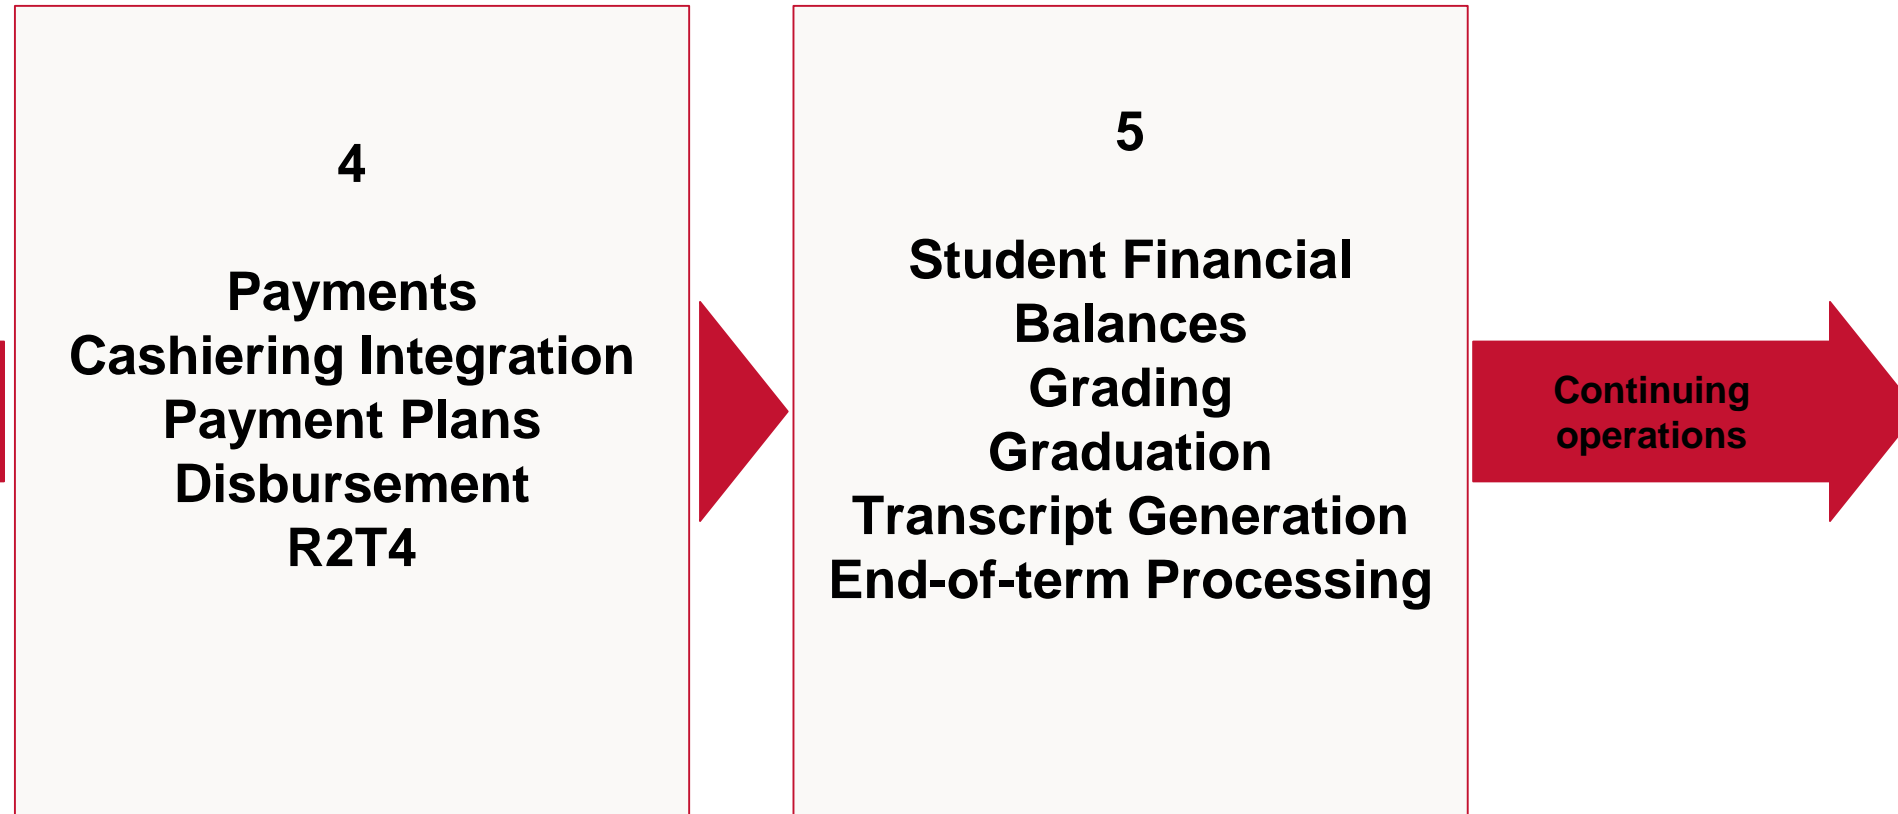 4
Payments
Cashiering Integration
Payment Plans
Disbursement
R2T4
5
Student Financial
Balances
Grading
Graduation
Transcript Generation
End-of-term Processing
Continuing
operations